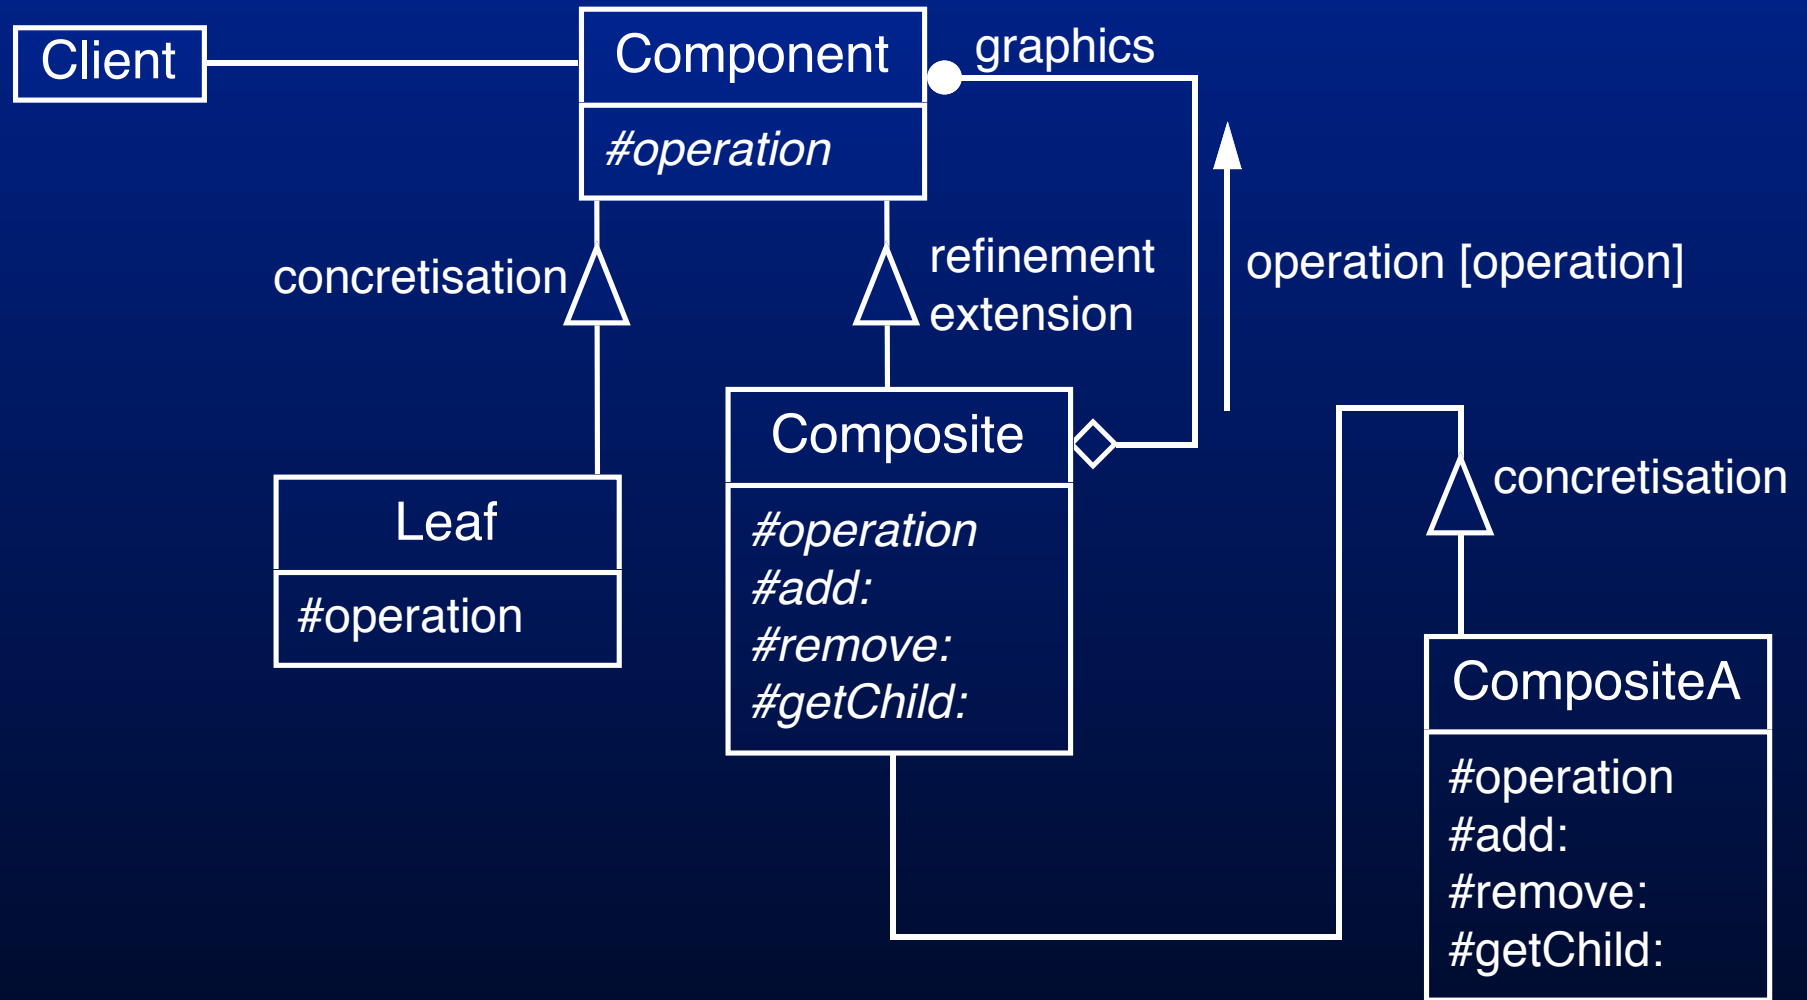 Client
Component
graphics
#operation
concretisation
refinement
extension
operation [operation]
Composite
#operation
#add:
#remove:
#getChild:
Leaf
#operation
concretisation
CompositeA
#operation
#add:
#remove:
#getChild: